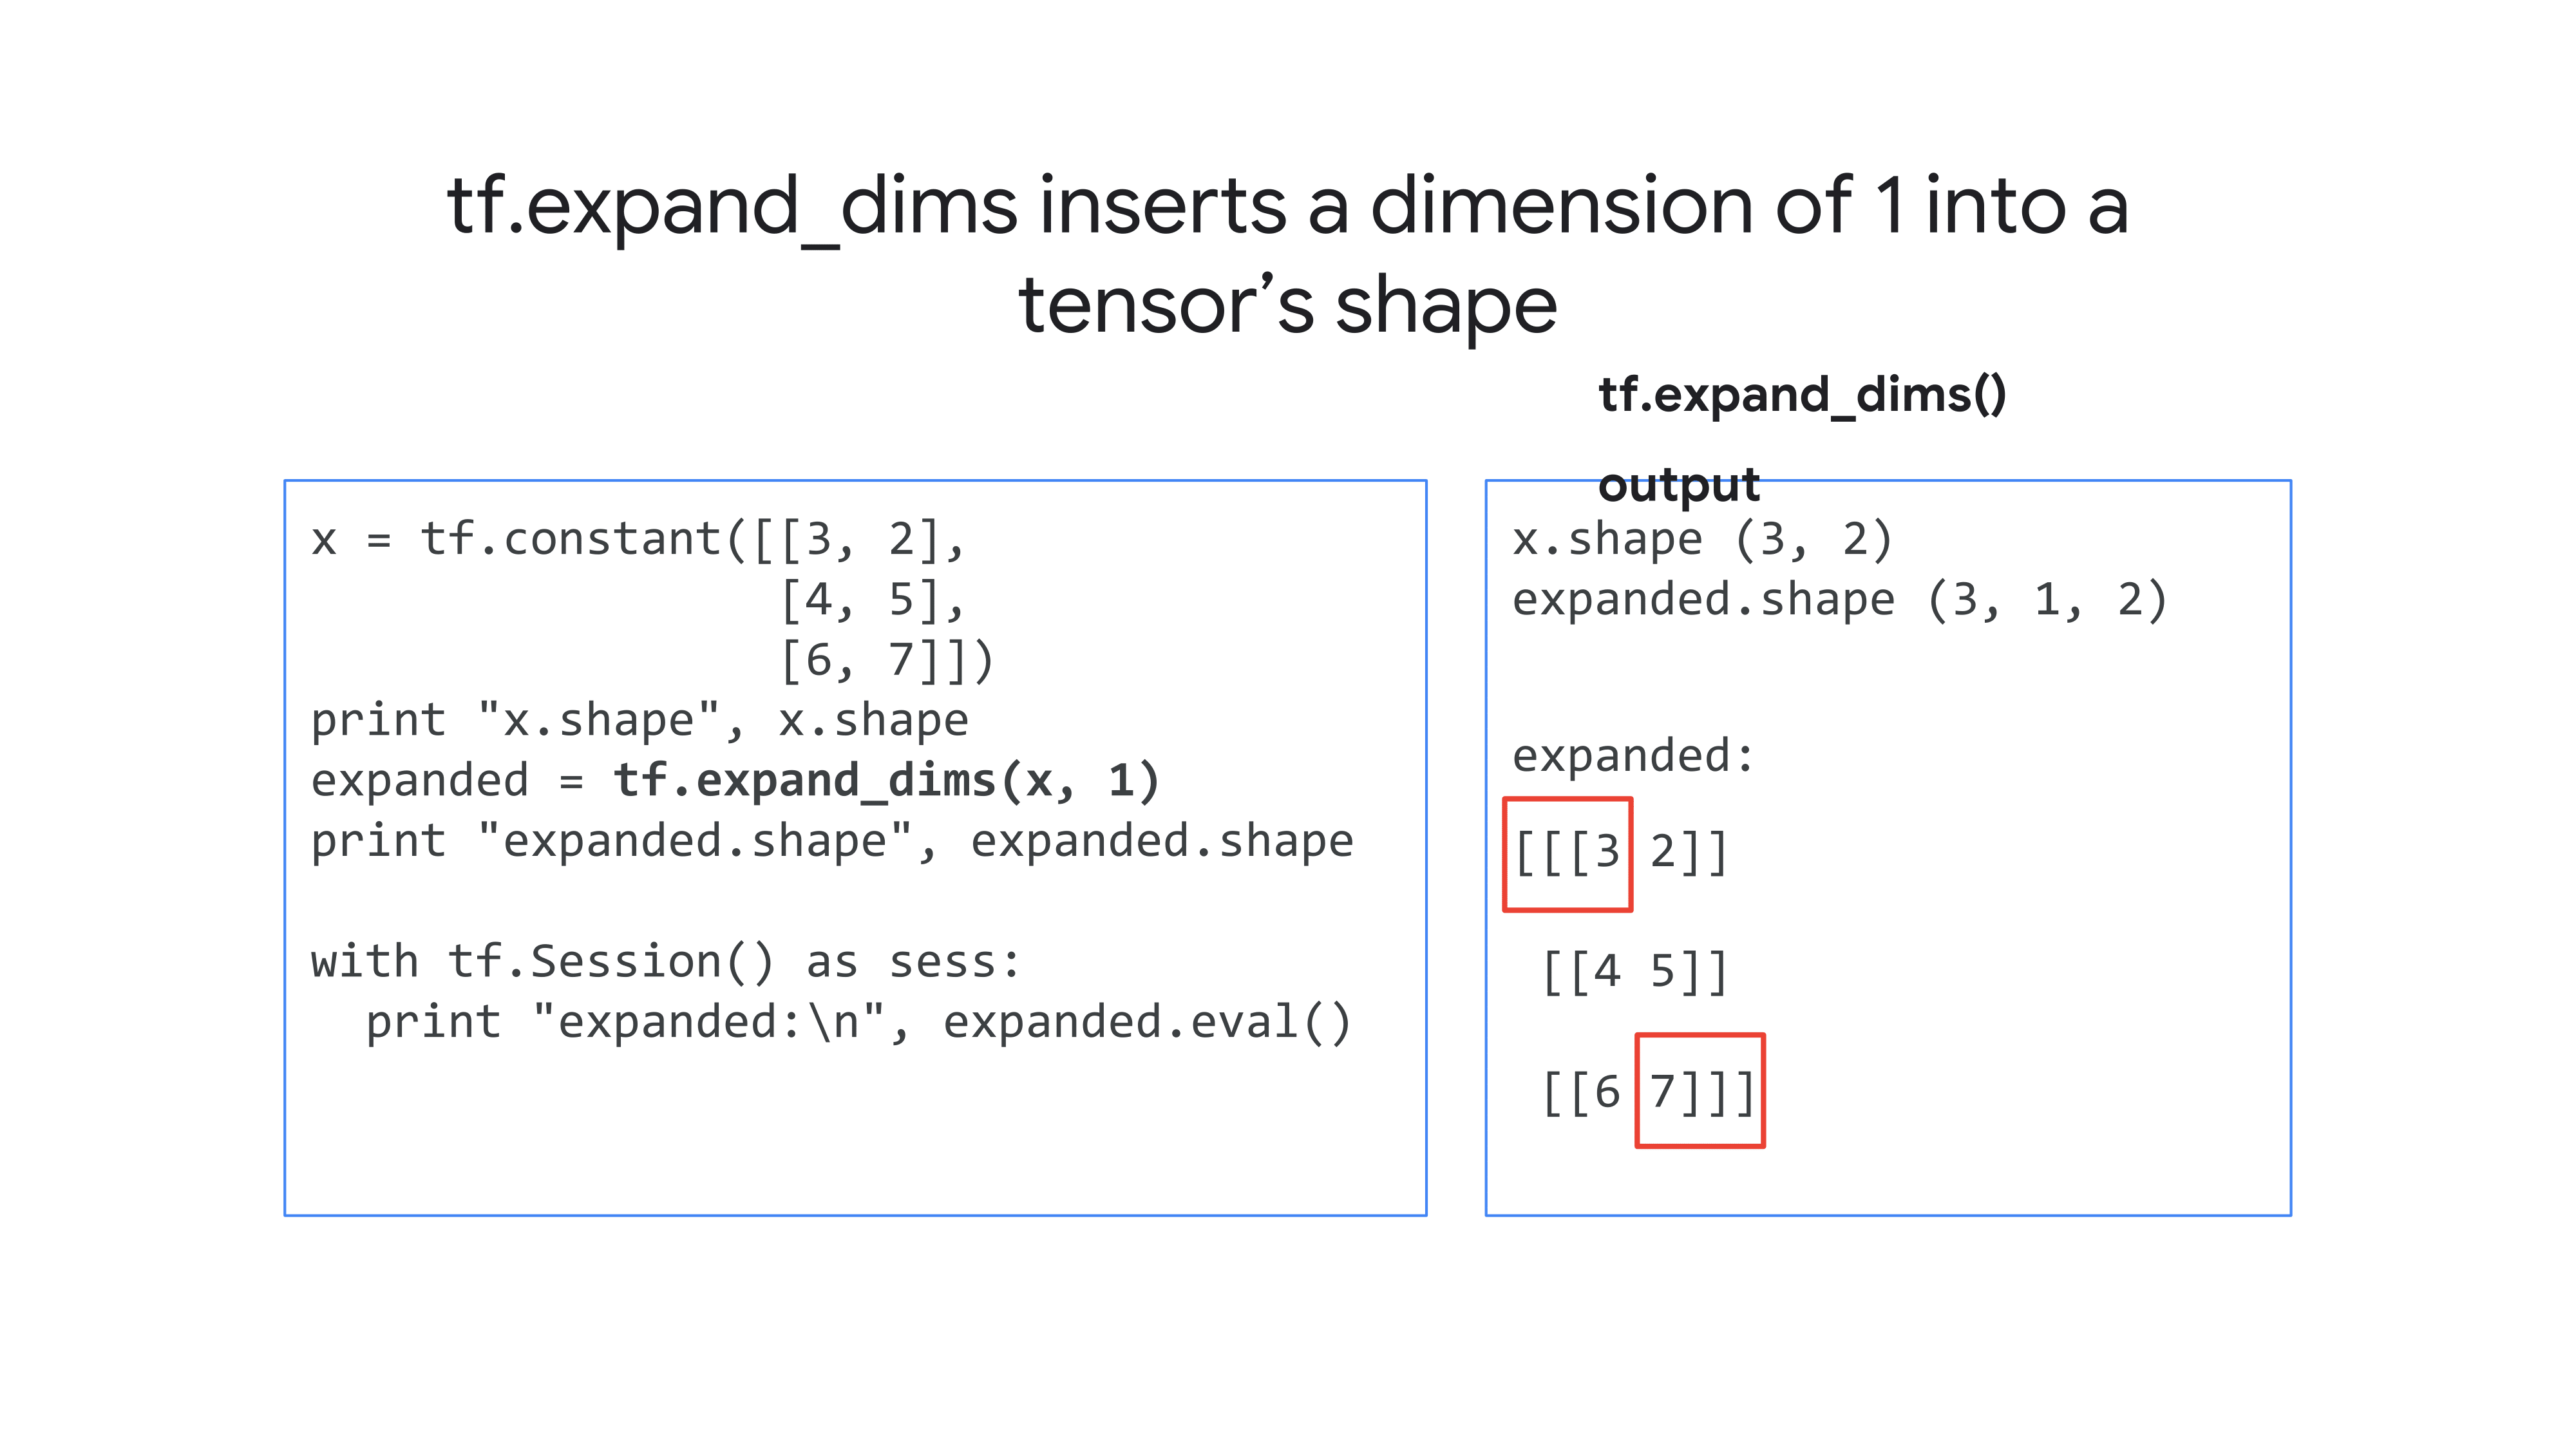 tf.expand_dims inserts a dimension of 1 into a
tensor’s shape
x = tf.constant([[3, 2],
                 [4, 5],
                 [6, 7]])
print "x.shape", x.shape
expanded = tf.expand_dims(x, 1)
print "expanded.shape", expanded.shape
with tf.Session() as sess:
  print "expanded:\n", expanded.eval()
tf.expand_dims()
output
x.shape (3, 2)
expanded.shape (3, 1, 2)
expanded:
[[[3 2]]
 [[4 5]]
 [[6 7]]]